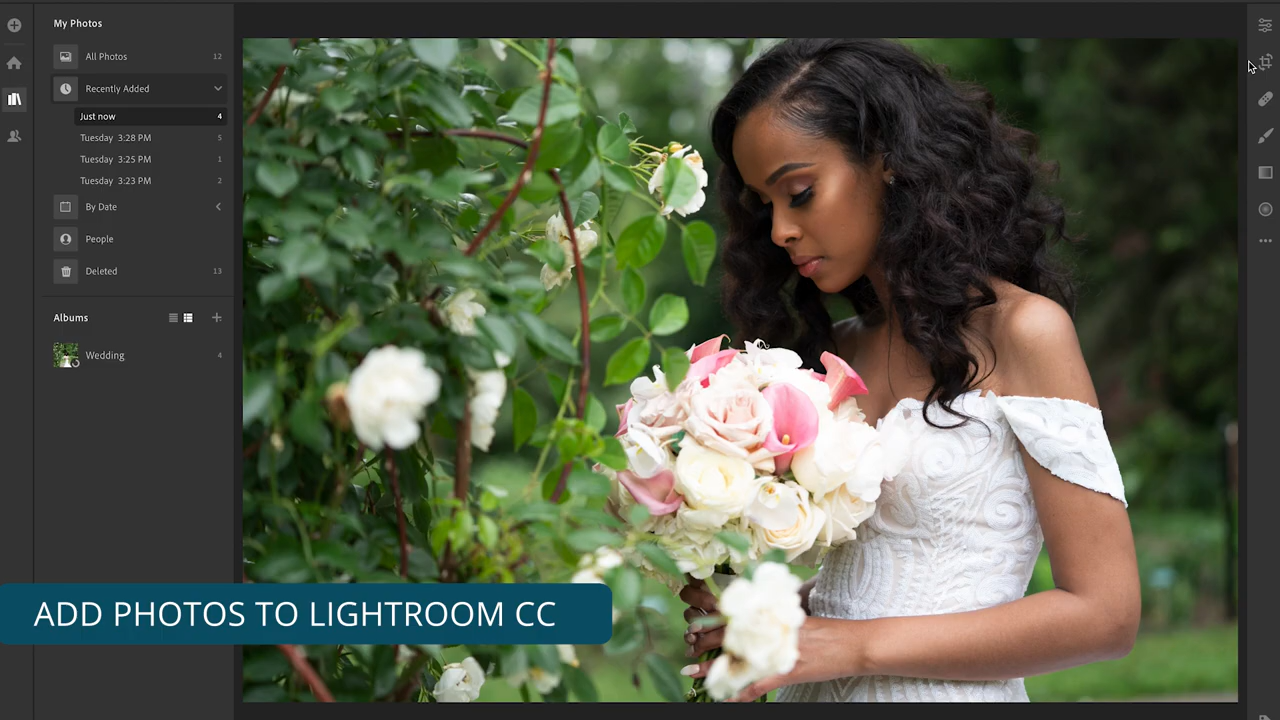 My Photos
All Photos 12
Recently Added
Just now 4
Tuesday 3:28 PM 5
Tuesday 3:25 PM 1
Tuesday 3:23 PM 2
By Date
People
Deleted 13
Albums
Wedding 4
ADD PHOTOS TO LIGHTROOM CC